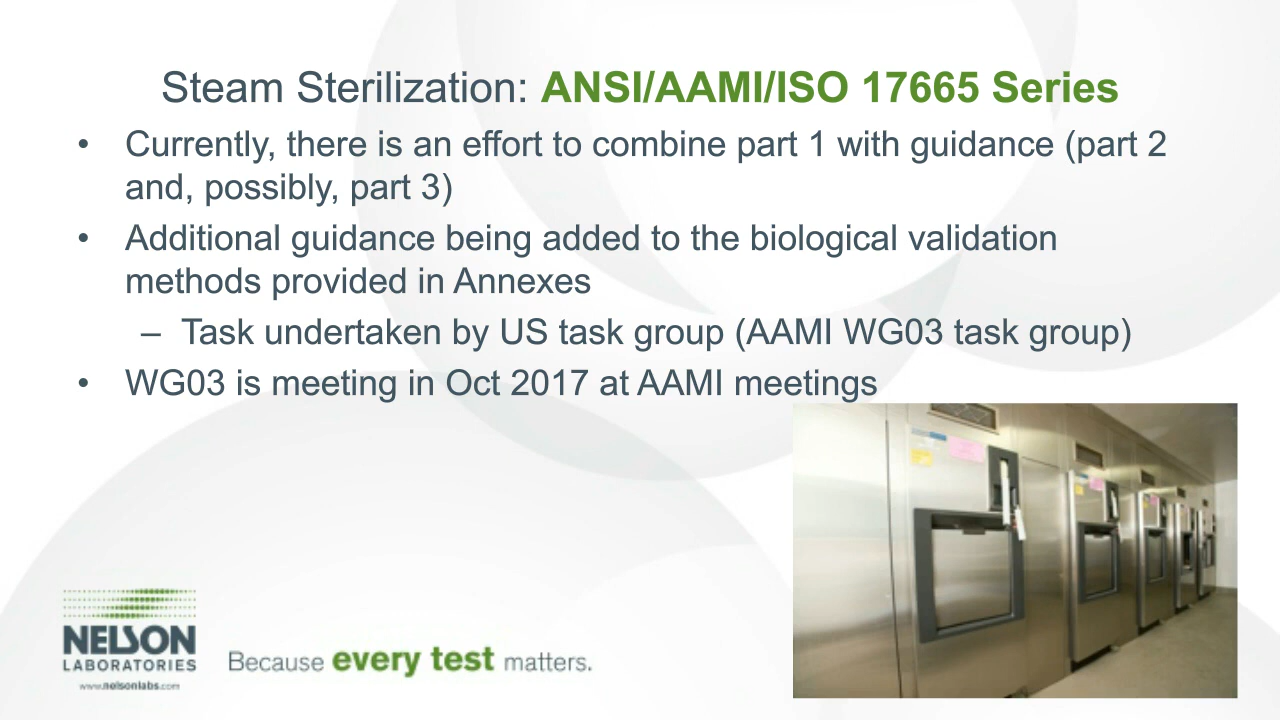 Steam Sterilization: ANSI/AAMI/ISO 17665 Series
• Currently, there is an effort to combine part 1 with guidance (part 2
and, possibly, part 3)
• Additional guidance being added to the biological validation
methods provided in Annexes
– Task undertaken by US task group (AAMI WG03 task group)
• WG03 is meeting in Oct 2017 at AAMI meetings
NELSON
LABORATORIES
www.nelsonlabs.com
Because every test matters.